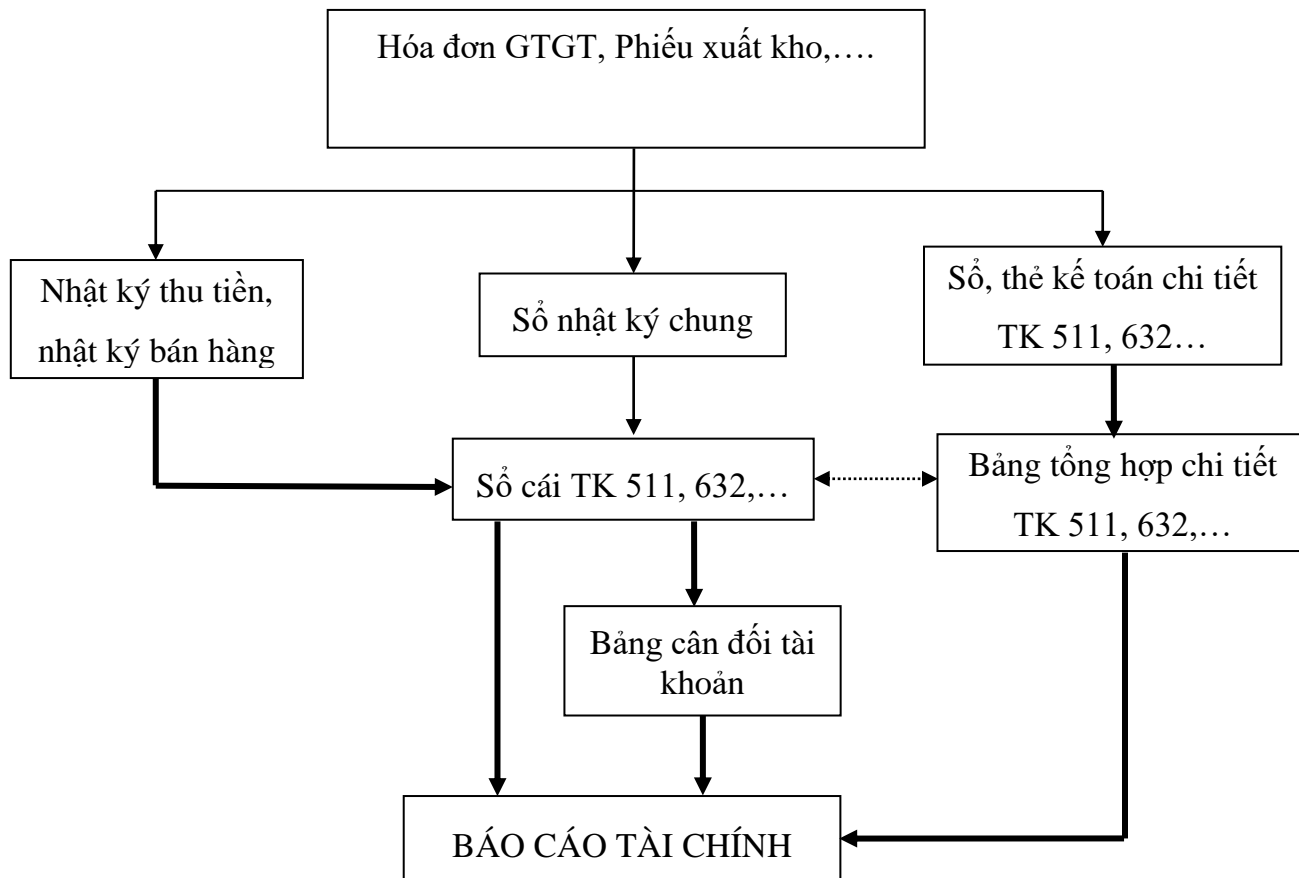 Hóa đơn GTGT, Phiếu xuất kho,….
Nhật ký thu tiền,
nhật ký bán hàng
Sổ nhật ký chung
Sổ, thẻ kế toán chi tiết
TK 511, 632…
Sổ cái TK 511, 632,…
Bảng tổng hợp chi tiết
TK 511, 632,…
Bảng cân đối tài
khoản
BÁO CÁO TÀI CHÍNH